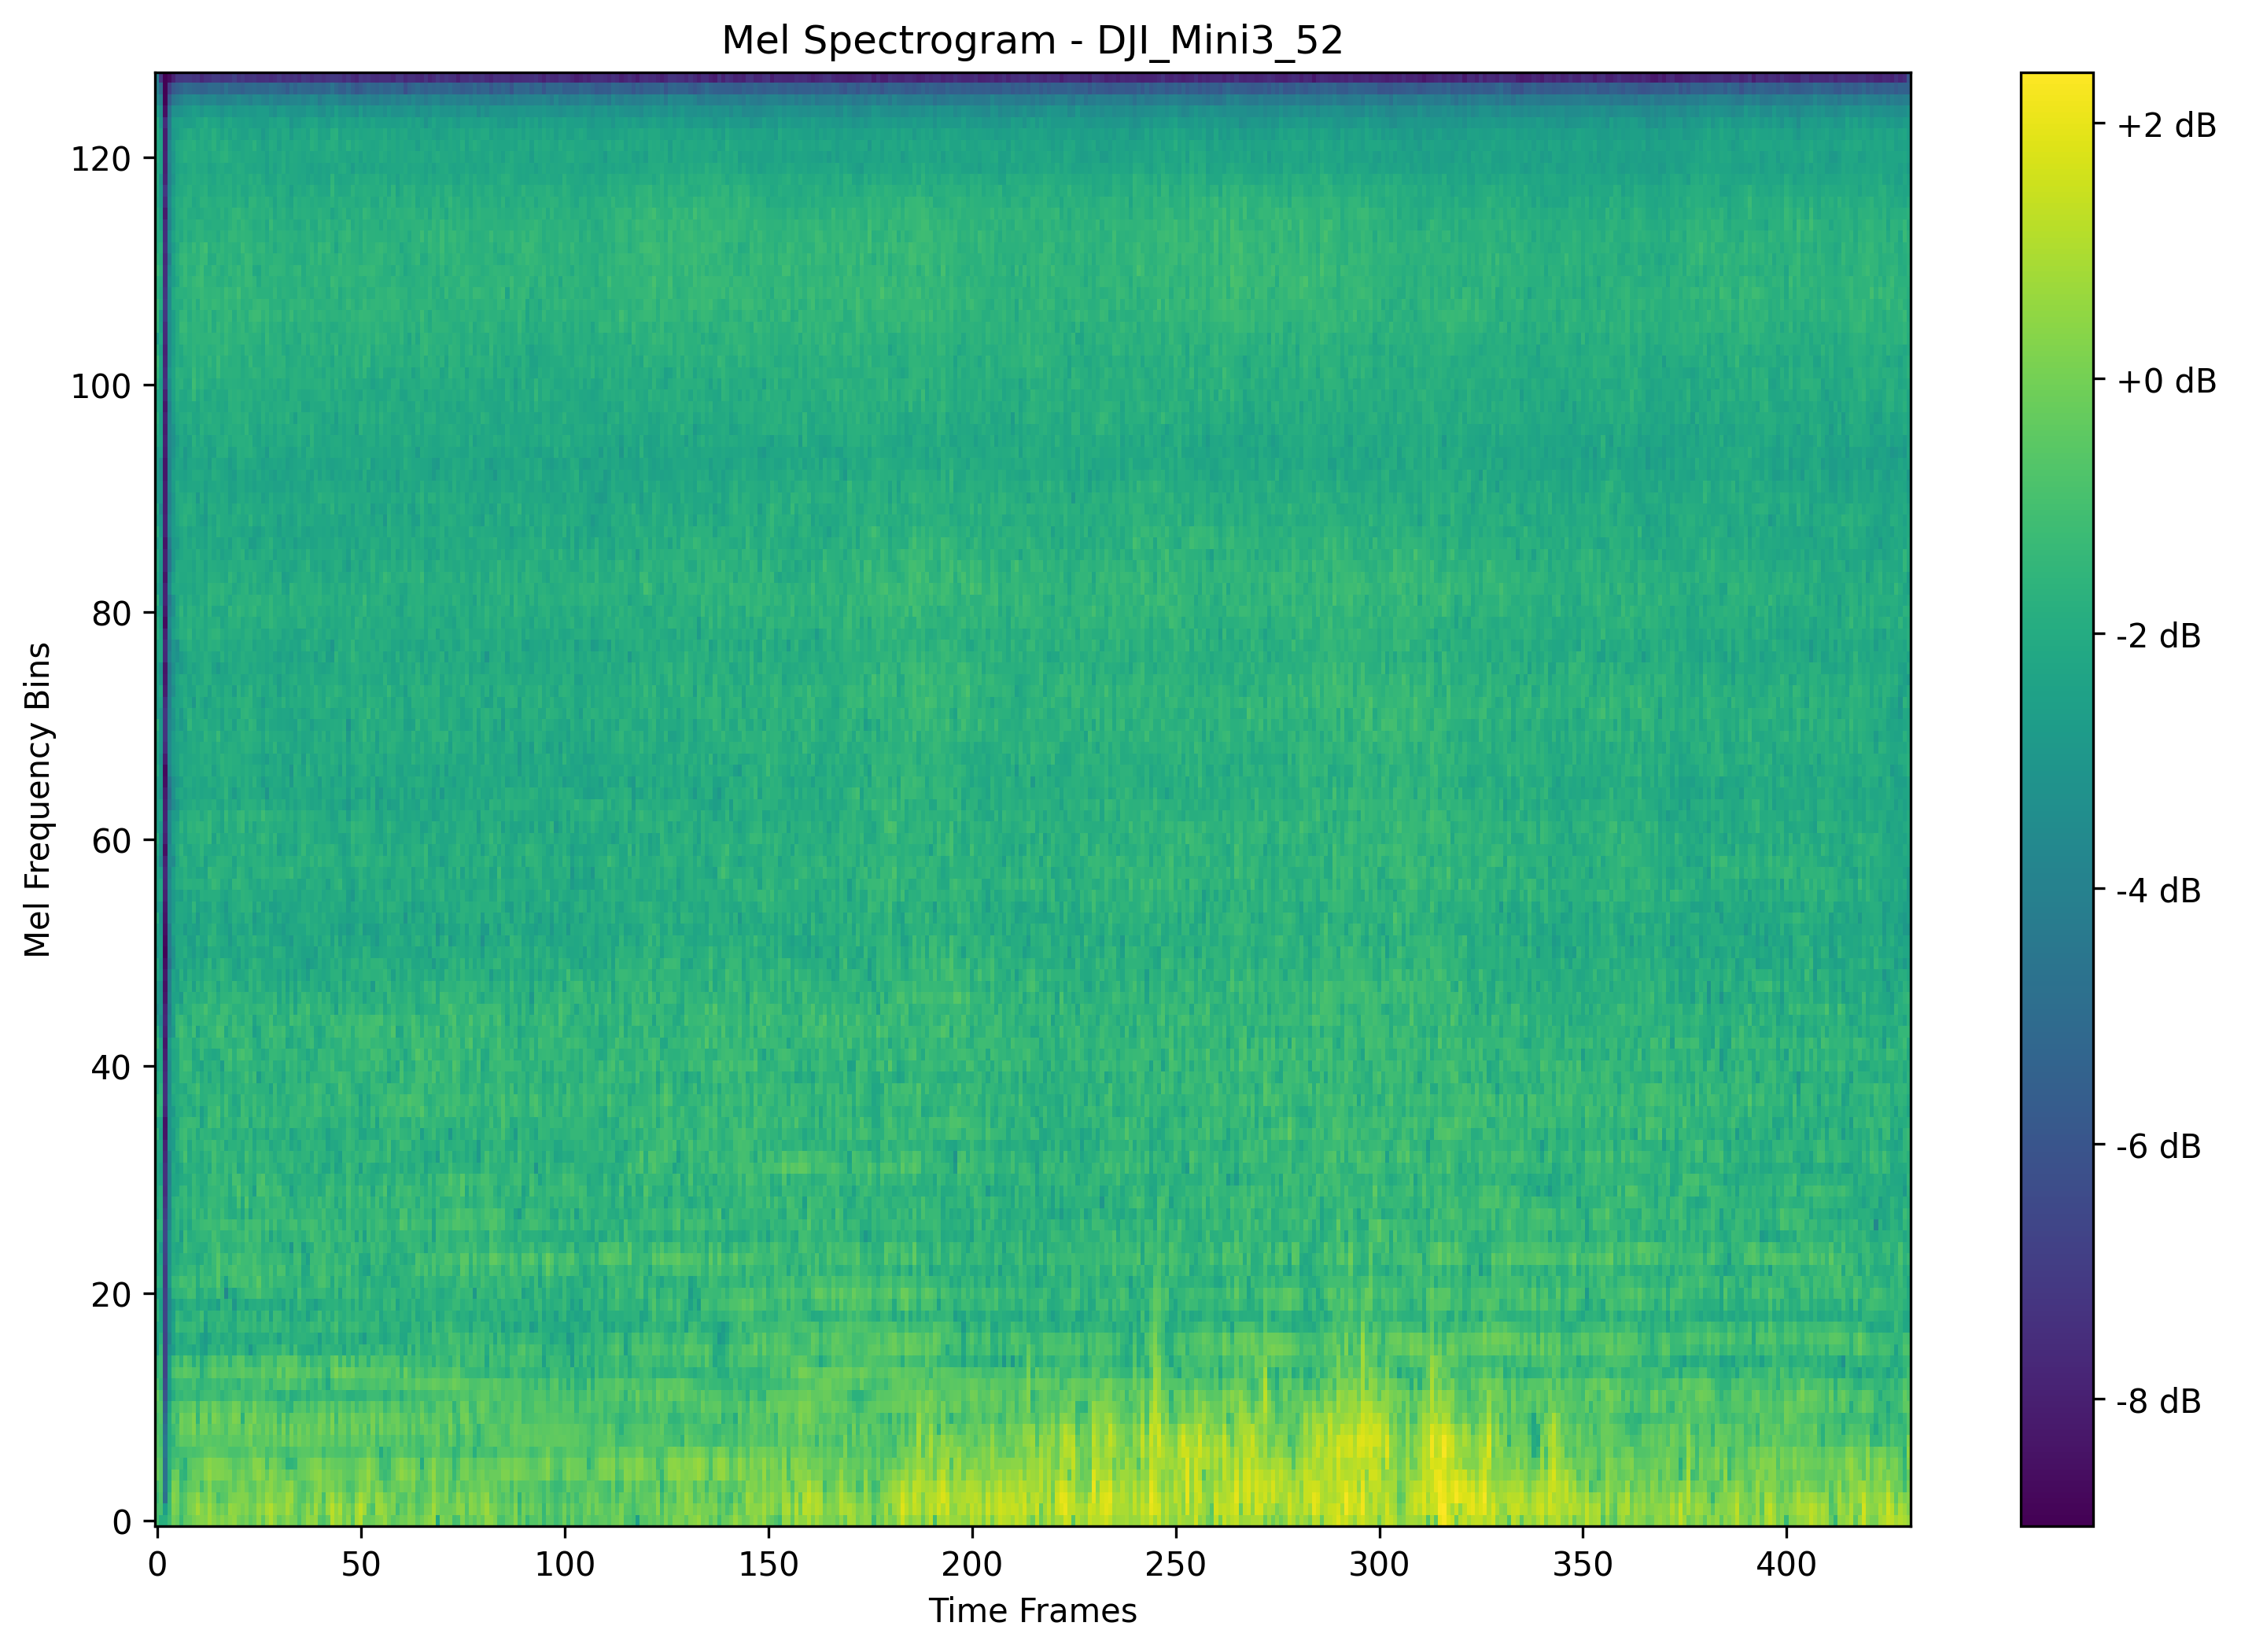 Mel Spectrogram - DJI_Mini3_52
Mel Frequency Bins
120
100
80
60
40
20
0
0 50 100 150 200 250 300 350 400
Time Frames
+2 dB
+0 dB
-2 dB
-4 dB
-6 dB
-8 dB